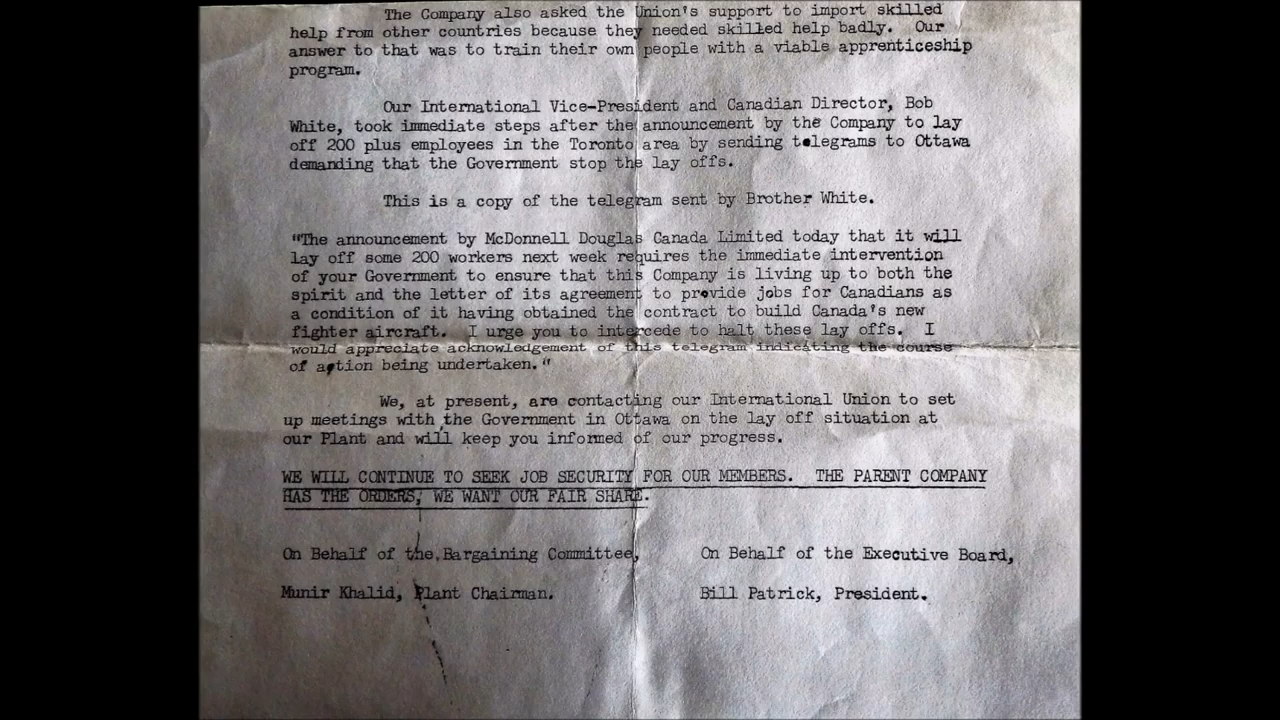 The Company also asked the Union's support to import skilled
help from other countries because they needed skilled help badly. Our
answer to that was to train their own people with a viable apprenticeship
program.
Our International Vice-President and Canadian Director, Bob
White, took immediate steps after the announcement by the Company to lay
off 200 plus employees in the Toronto area by sending telegrams to Ottawa
demanding that the Government stop the lay offs.
This is a copy of the telegram sent by Brother White.
"The announcement by McDonnell Douglas Canada Limited today that it will
lay off some 200 workers next week requires the immediate intervention
of your Government to ensure that this Company is living up to both the
spirit and the letter of its agreement to provide jobs for Canadians as
a condition of it having obtained the contract to build Canada's new
fighter aircraft. I urge you to intercede to halt these lay offs. I
would appreciate acknowledgement of this telegram indicating the course
of action being undertaken."
We, at present, are contacting our International Union to set
up meetings with the Government in Ottawa on the lay off situation at
our Plant and will keep you informed of our progress.
WE WILL CONTINUE TO SEEK JOB SECURITY FOR OUR MEMBERS. THE PARENT COMPANY
HAS THE ORDERS, WE WANT OUR FAIR SHARE.
On Behalf of the Bargaining Committee, On Behalf of the Executive Board,
Munir Khalid, Plant Chairman. Bill Patrick, President.